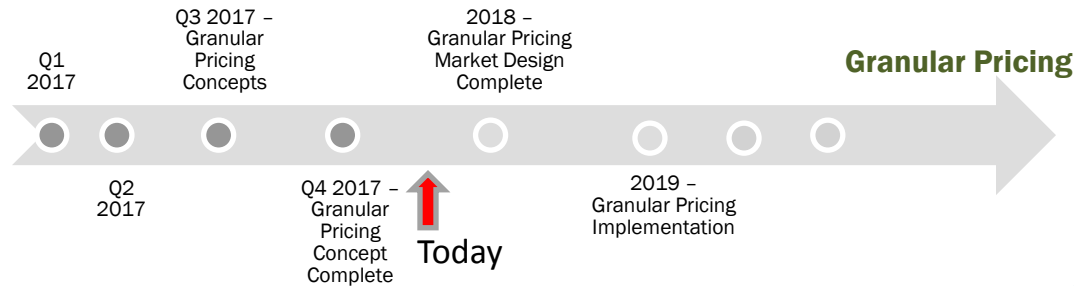 Q1
2017
Q2
2017
Q3 2017 –
Granular
Pricing
Concepts
Q4 2017 –
Granular
Pricing
Concept
Complete
Today
2018 –
Granular Pricing
Market Design
Complete
2019 –
Granular Pricing
Implementation
Granular Pricing